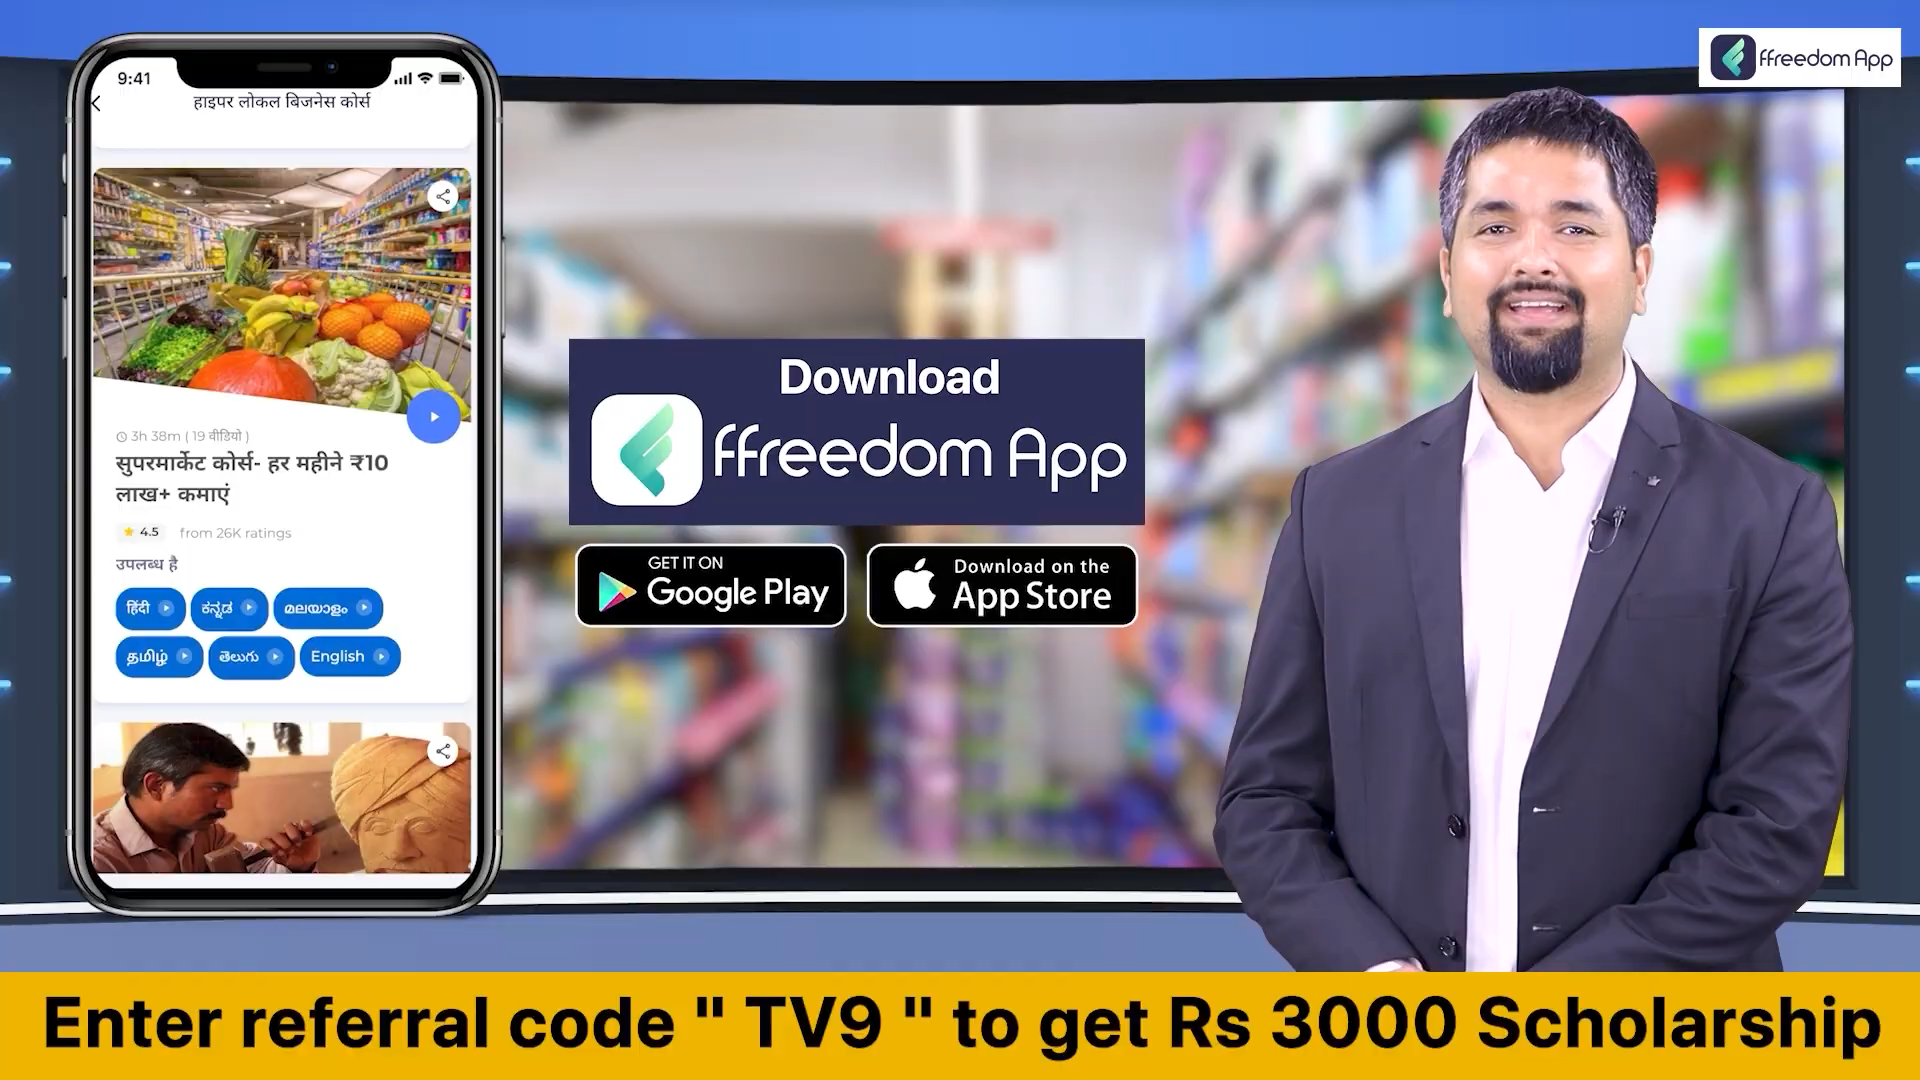 9:41
हाइपर लोकल बिजनेस कोर्स
3h 38m ( 19 वीडियो )
सुपरमार्केट कोर्स- हर महीने ₹10
लाख+ कमाएं
4.5 from 26K ratings
उपलब्ध है
हिंदी ಕನ್ನಡ മലയാളം
தமிழ் తెలుగు English
Download
ffreedom App
GET IT ON
Google Play
Download on the
App Store
ffreedom App
Enter referral code " TV9 " to get Rs 3000 Scholarship